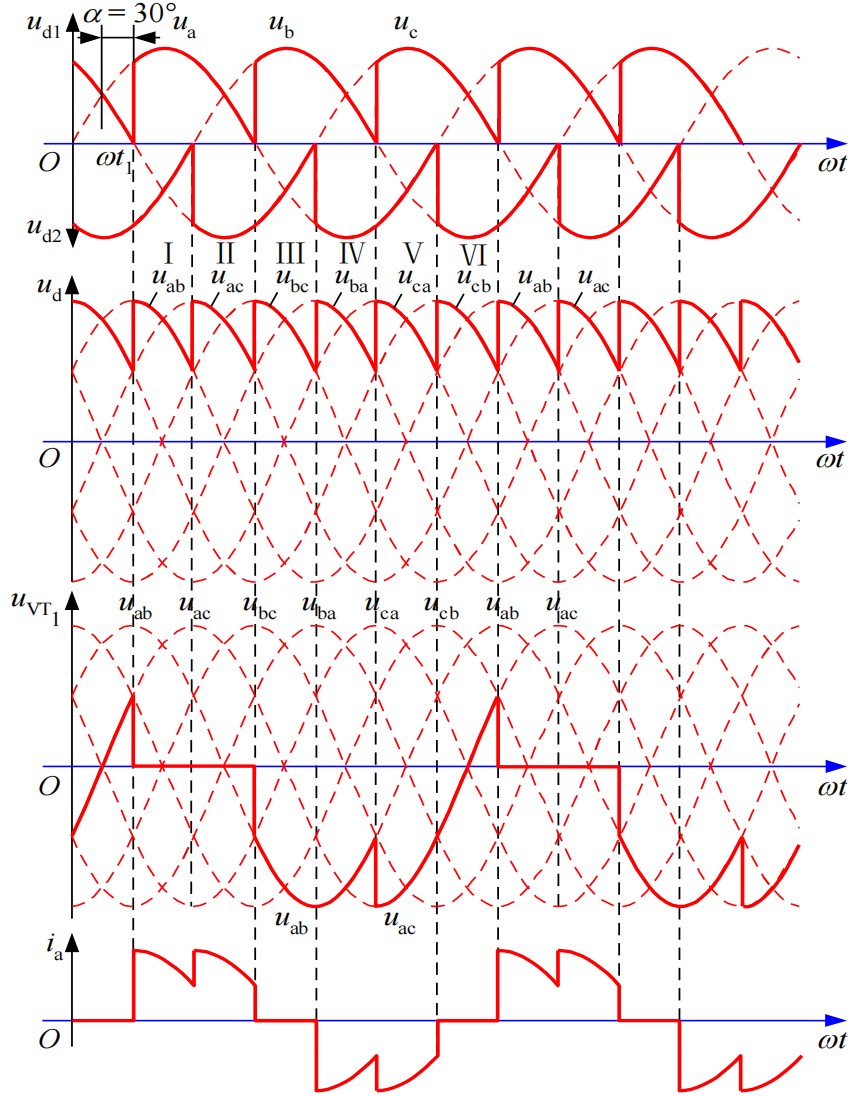 α = 30°
u_d1 u_a u_b u_c
O ωt_1 ωt
u_d2
I II III IV V VI
u_d u_ab u_ac u_bc u_ba u_ca u_cb u_ab u_ac
O ωt
u_VT1 u_ab u_ac u_bc u_ba u_ca u_cb u_ab u_ac
O ωt
u_ab u_ac
i_a
O ωt